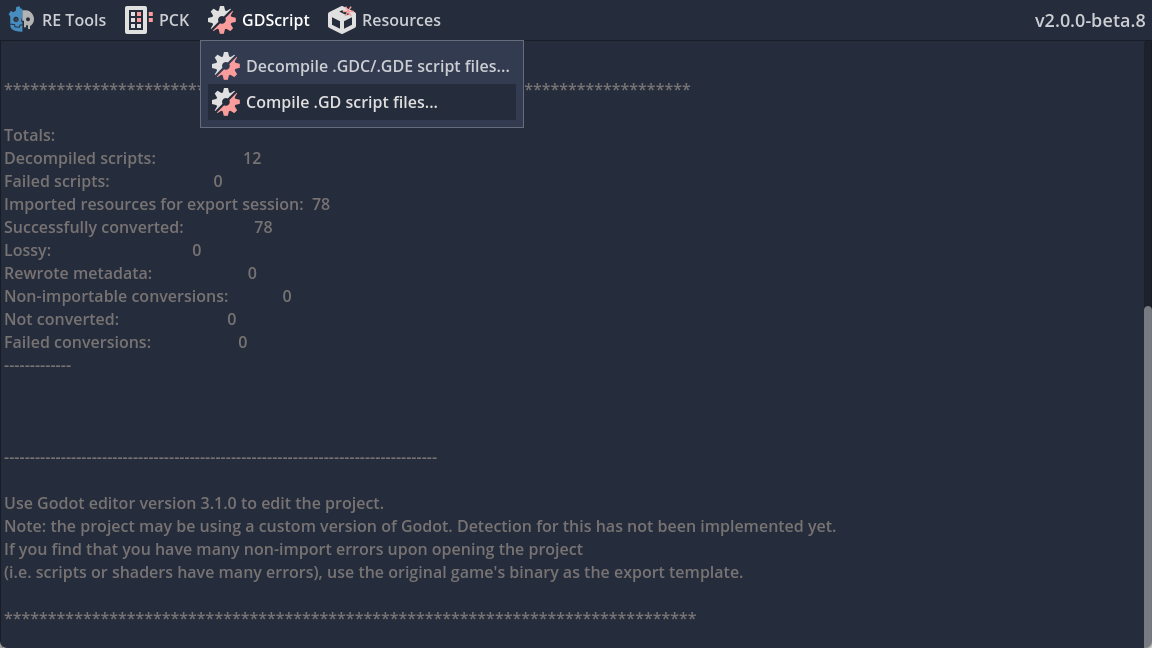 RE Tools PCK GDScript Resources v2.0.0-beta.8
Decompile .GDC/.GDE script files...
Compile .GD script files...
Totals:
Decompiled scripts: 12
Failed scripts: 0
Imported resources for export session: 78
Successfully converted: 78
Lossy: 0
Rewrote metadata: 0
Non-importable conversions: 0
Not converted: 0
Failed conversions: 0
-------------
------------------------------------------------------------------------------------
Use Godot editor version 3.1.0 to edit the project.
Note: the project may be using a custom version of Godot. Detection for this has not been implemented yet.
If you find that you have many non-import errors upon opening the project
(i.e. scripts or shaders have many errors), use the original game's binary as the export template.
*******************************************************************************